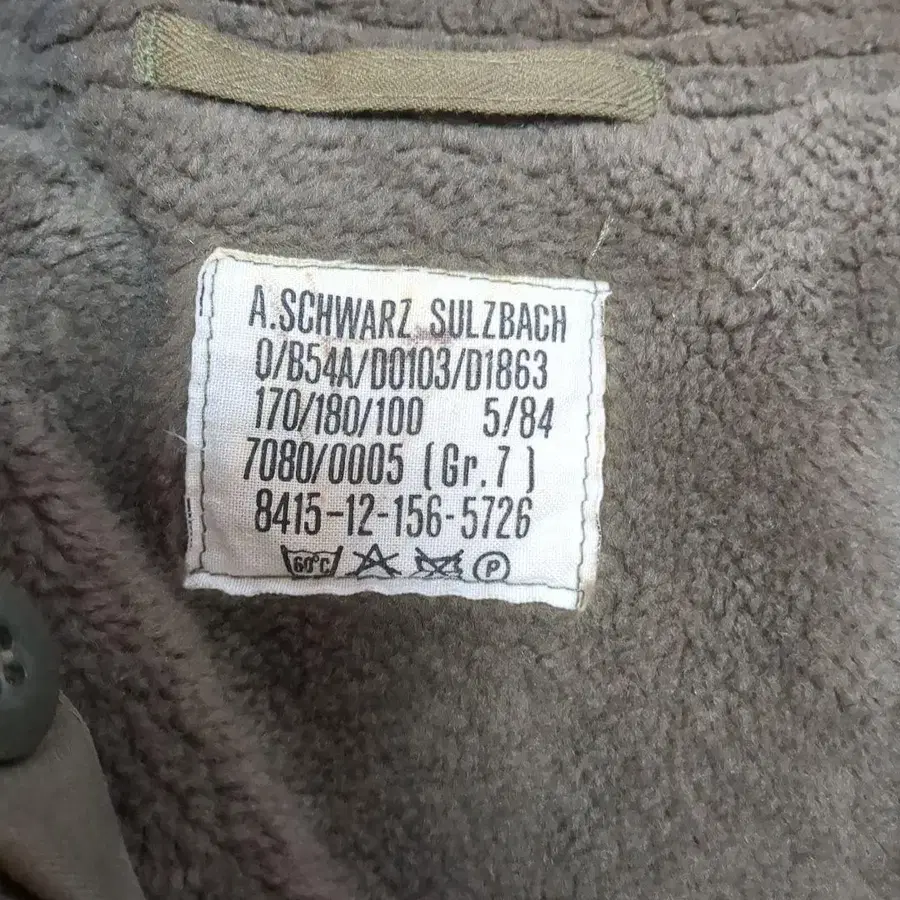 A.SCHWARZ SULZBACH
0/B54A/D0103/D1863
170/180/100 5/84
7080/0005 (Gr.7)
8415-12-156-5726
60°C P